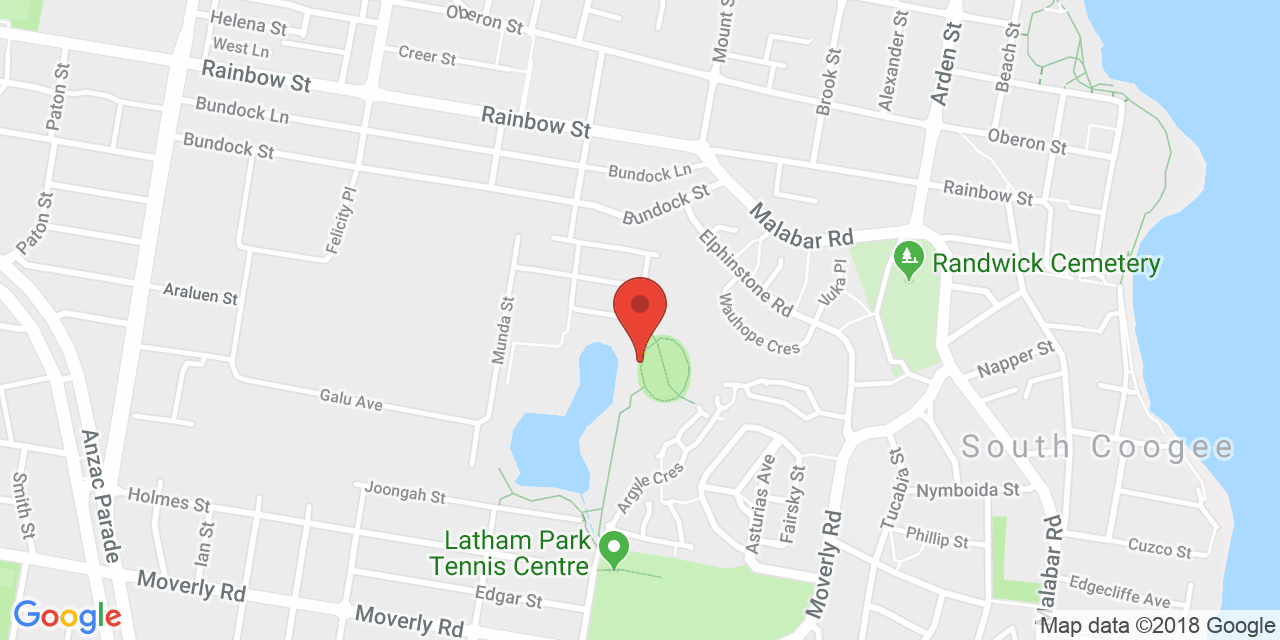 Helena St
West Ln
Oberon St
Creer St
Mount S
Brook St
Alexander St
Arden St
Beach St
Rainbow St
Paton St
Bundock Ln
Rainbow St
Oberon St
Bundock St
Bundock Ln
Rainbow St
Felicity Pl
Bundock St
Malabar Rd
Paton St
Elphinstone Rd
Vuka Pl
Randwick Cemetery
Araluen St
Munda St
Wauhope Cres
Napper St
Galu Ave
South Coogee
Anzac Parade
Smith St
Holmes St
Joongah St
Argyle Cres
Asturias Ave
Fairsky St
Tucabia St
Nymboida St
Ian St
Latham Park
Tennis Centre
Moverly Rd
Phillip St
Malabar Rd
Cuzco St
Moverly Rd
Edgar St
Edgecliffe Ave
Moverly Rd
Google
Map data ©2018 Google